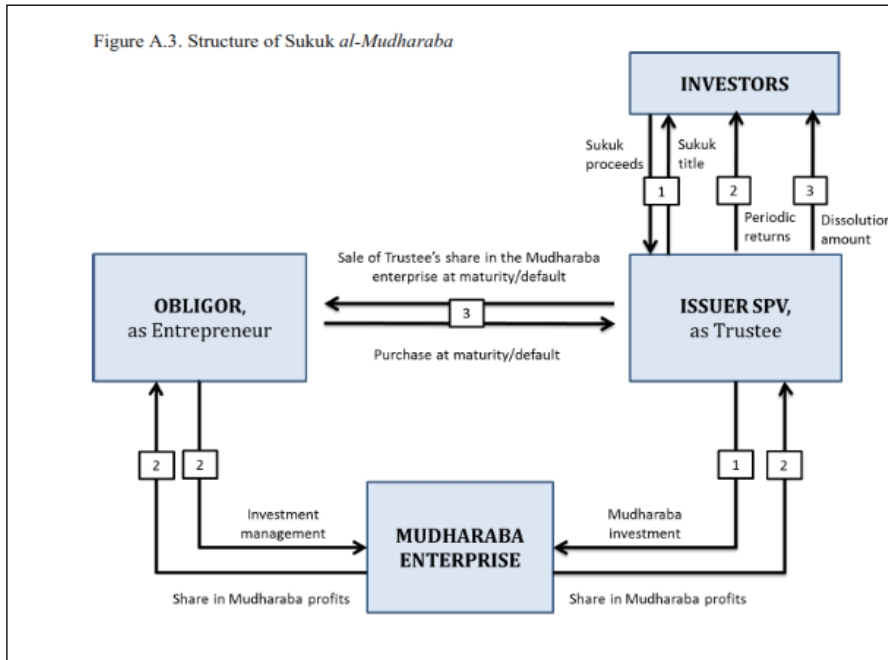 Figure A.3. Structure of Sukuk al-Mudharaba
INVESTORS
Sukuk
proceeds
Sukuk
title
1
2
3
Periodic
returns
Dissolution
amount
Sale of Trustee's share in the Mudharaba
enterprise at maturity/default
OBLIGOR,
as Entrepreneur
3
ISSUER SPV,
as Trustee
Purchase at maturity/default
2
2
1
2
Investment
management
MUDHARABA
ENTERPRISE
Mudharaba
investment
Share in Mudharaba profits
Share in Mudharaba profits